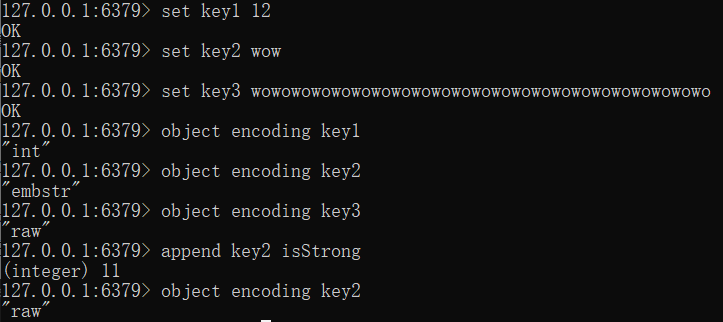 127.0.0.1:6379> set key1 12
OK
127.0.0.1:6379> set key2 wow
OK
127.0.0.1:6379> set key3 wowowowowowowowowowowowowowowowowowowowowowowo
OK
127.0.0.1:6379> object encoding key1
"int"
127.0.0.1:6379> object encoding key2
"embstr"
127.0.0.1:6379> object encoding key3
"raw"
127.0.0.1:6379> append key2 isStrong
(integer) 11
127.0.0.1:6379> object encoding key2
"raw"